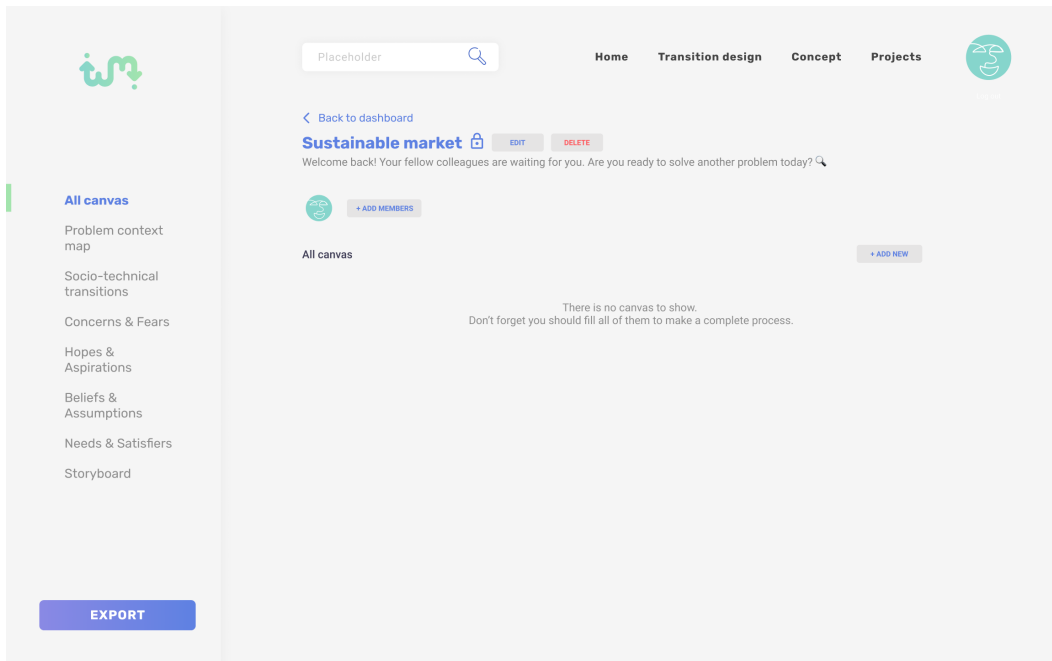 Placeholder
Home Transition design Concept Projects
Back to dashboard
Sustainable market EDIT DELETE
Welcome back! Your fellow colleagues are waiting for you. Are you ready to solve another problem today?
+ ADD MEMBERS
All canvas + ADD NEW
There is no canvas to show.
Don't forget you should fill all of them to make a complete process.
All canvas
Problem context
map
Socio-technical
transitions
Concerns & Fears
Hopes &
Aspirations
Beliefs &
Assumptions
Needs & Satisfiers
Storyboard
EXPORT